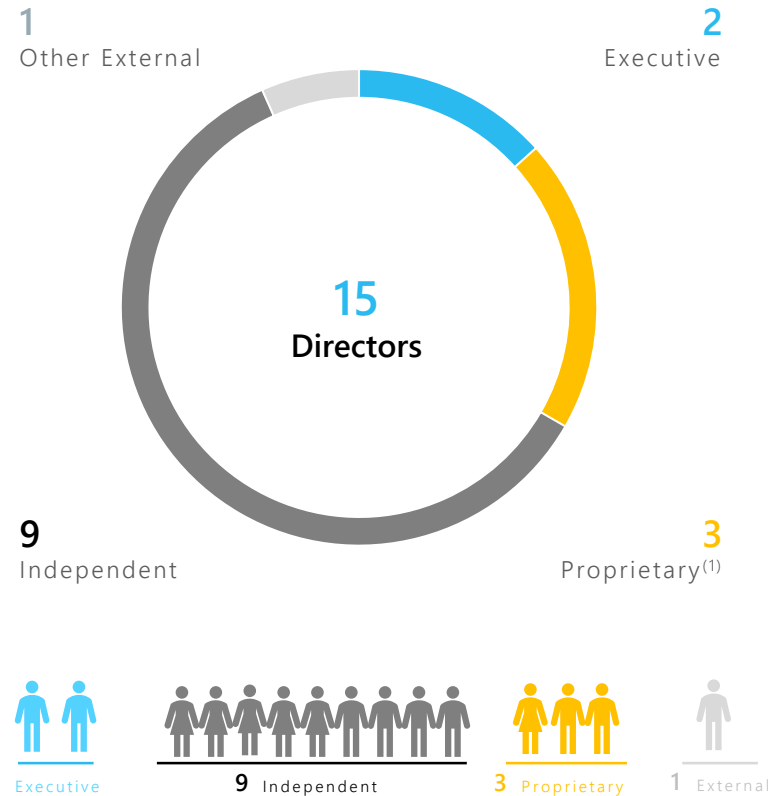 1
Other External
2
Executive
15
Directors
9
Independent
3
Proprietary(1)
Executive
9 Independent
3 Proprietary
1 External